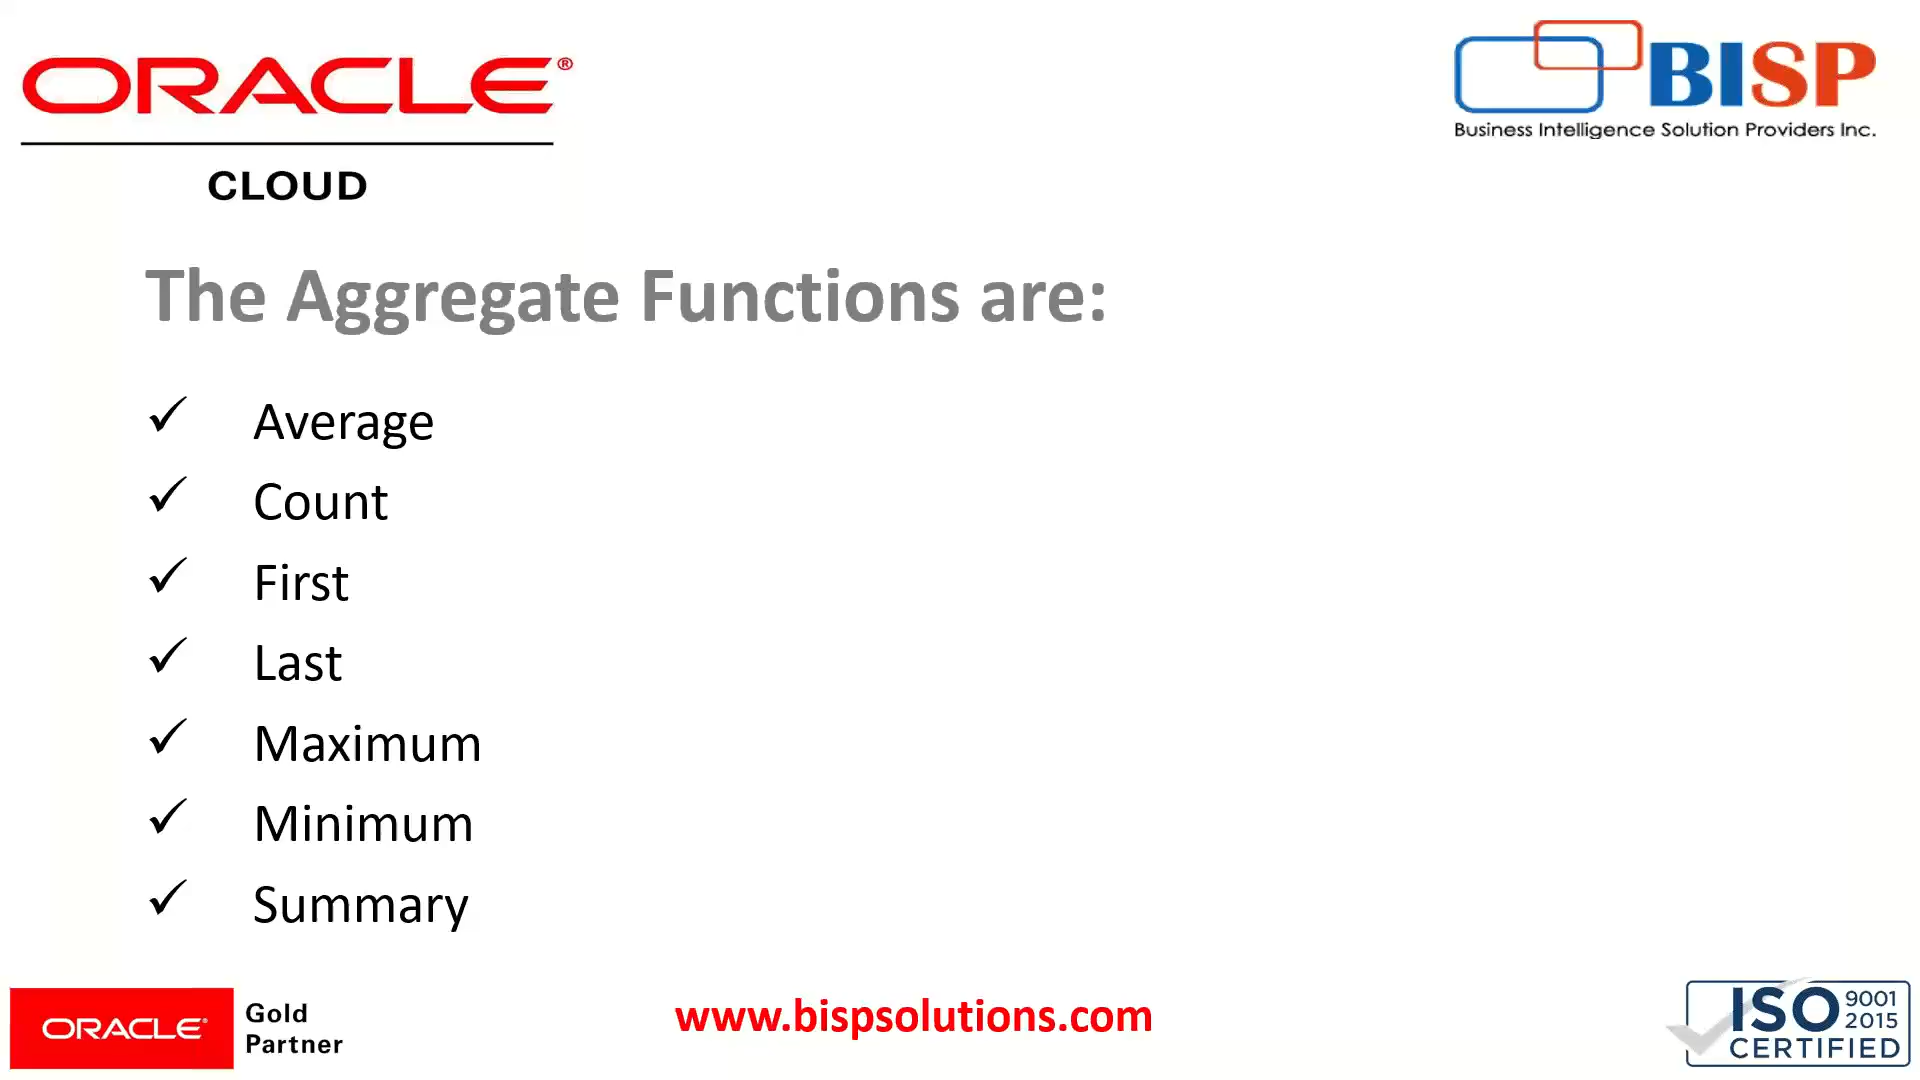 ORACLE®
CLOUD
BISP
Business Intelligence Solution Providers Inc.
The Aggregate Functions are:
✓ Average
✓ Count
✓ First
✓ Last
✓ Maximum
✓ Minimum
✓ Summary
ORACLE®
Gold
Partner
www.bispsolutions.com
ISO 9001
2015
CERTIFIED